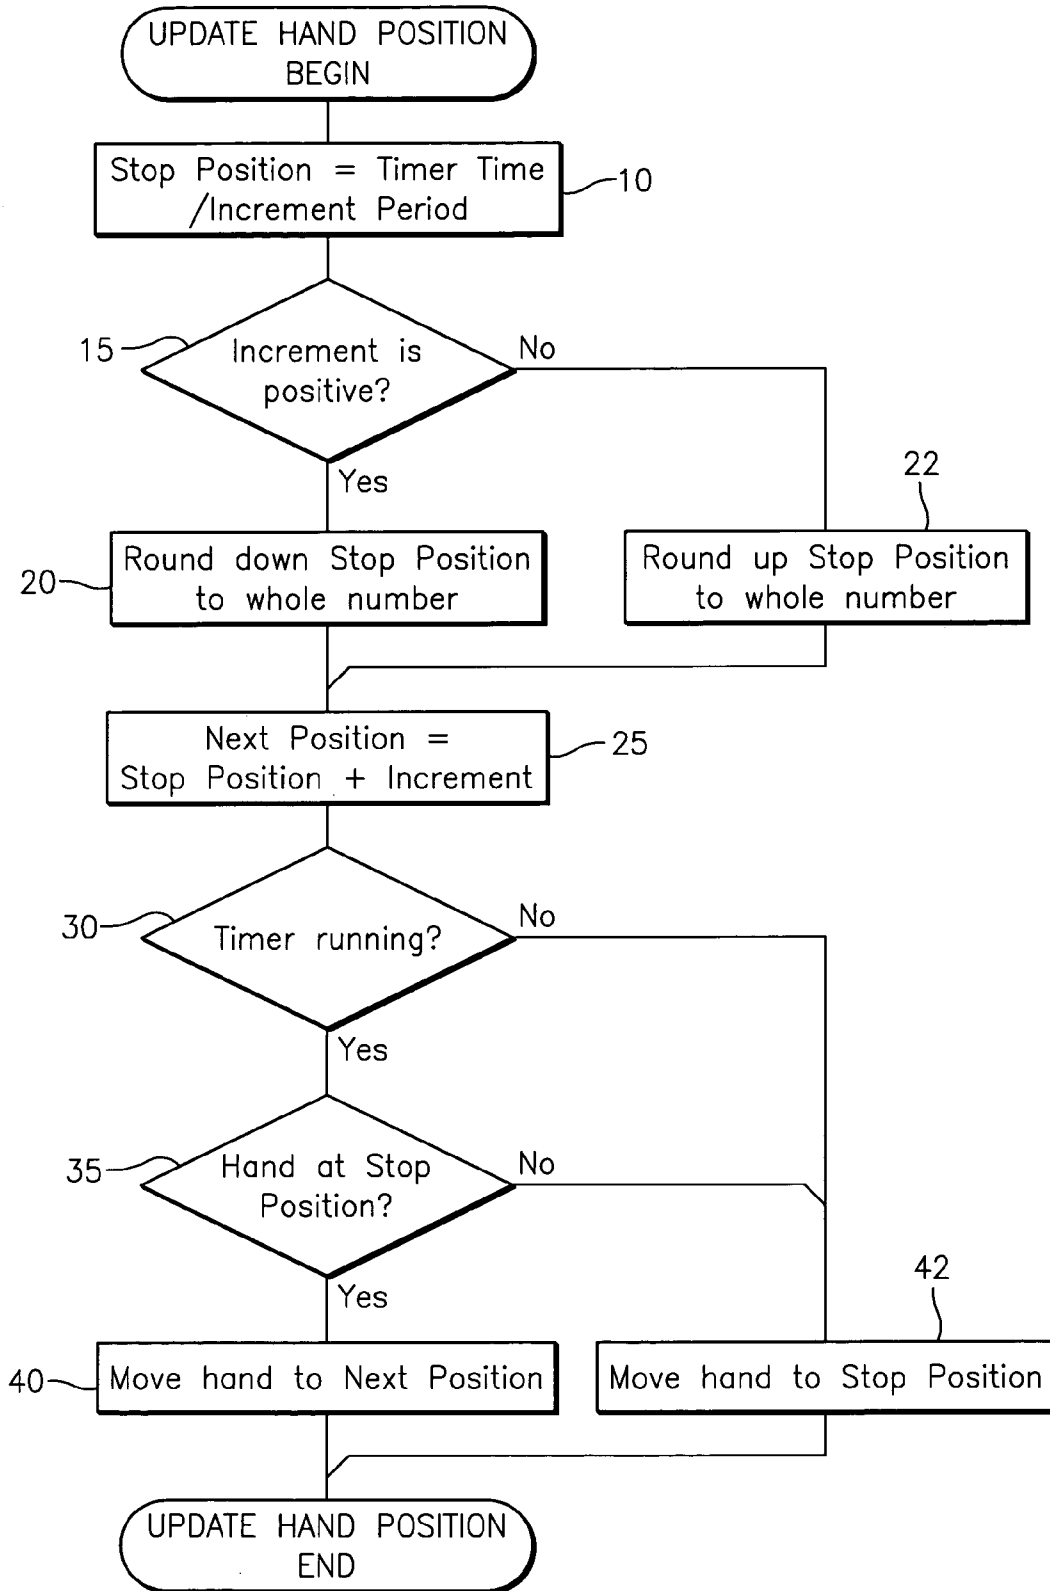 UPDATE HAND POSITION
BEGIN
Stop Position = Timer Time
/Increment Period
10
15
Increment is
positive?
No
Yes
22
20
Round down Stop Position
to whole number
Round up Stop Position
to whole number
Next Position =
Stop Position + Increment
25
30
Timer running?
No
Yes
35
Hand at Stop
Position?
No
Yes
42
40
Move hand to Next Position
Move hand to Stop Position
UPDATE HAND POSITION
END